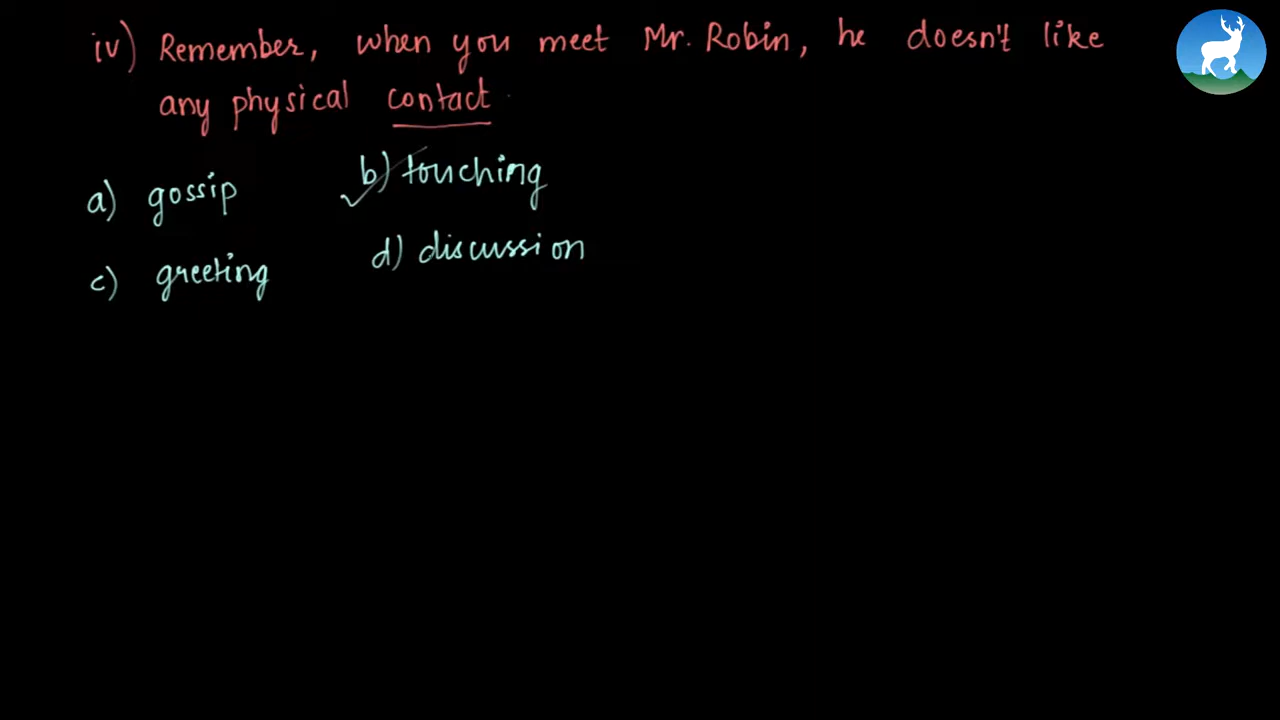 iv) Remember, when you meet Mr. Robin, he doesn't like
any physical contact.
a) gossip b) touching
c) greeting d) discussion